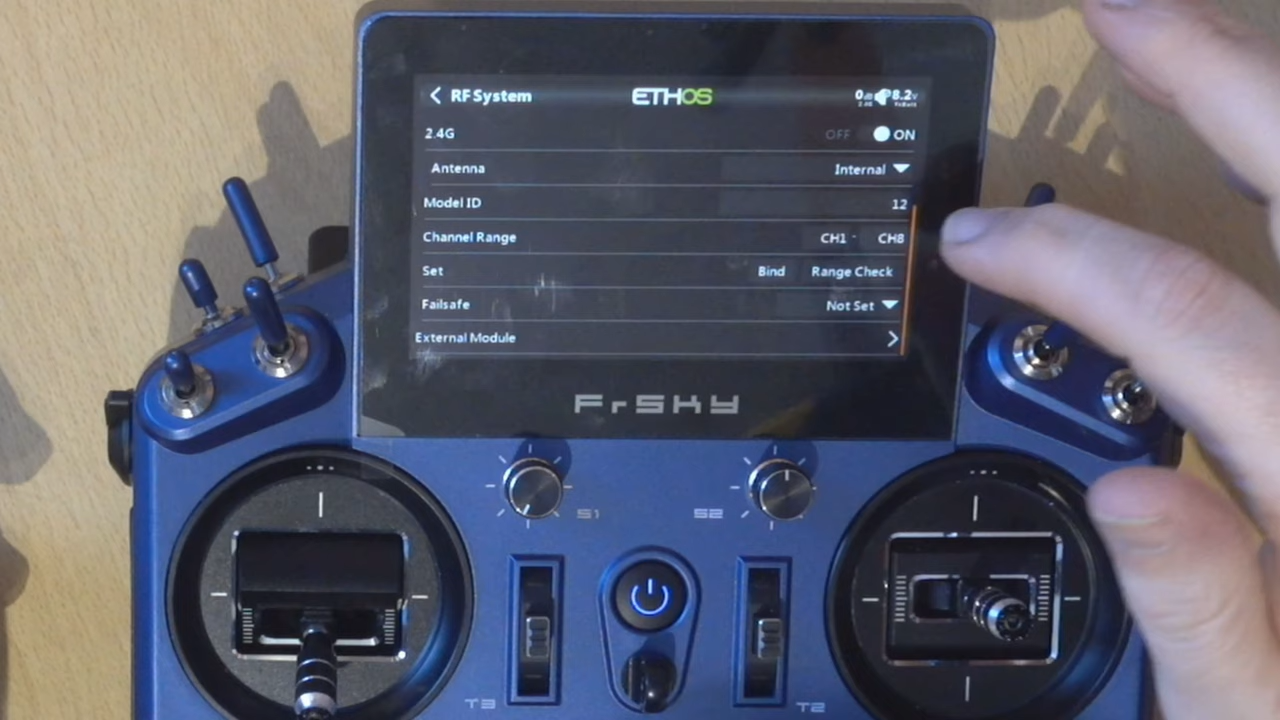 RF System ETHOS 8.2v
2.4G OFF ON
Antenna Internal
Model ID 12
Channel Range CH1 - CH8
Set Bind Range Check
Failsafe Not Set
External Module
FrSKY
S1 S2
T3 T2